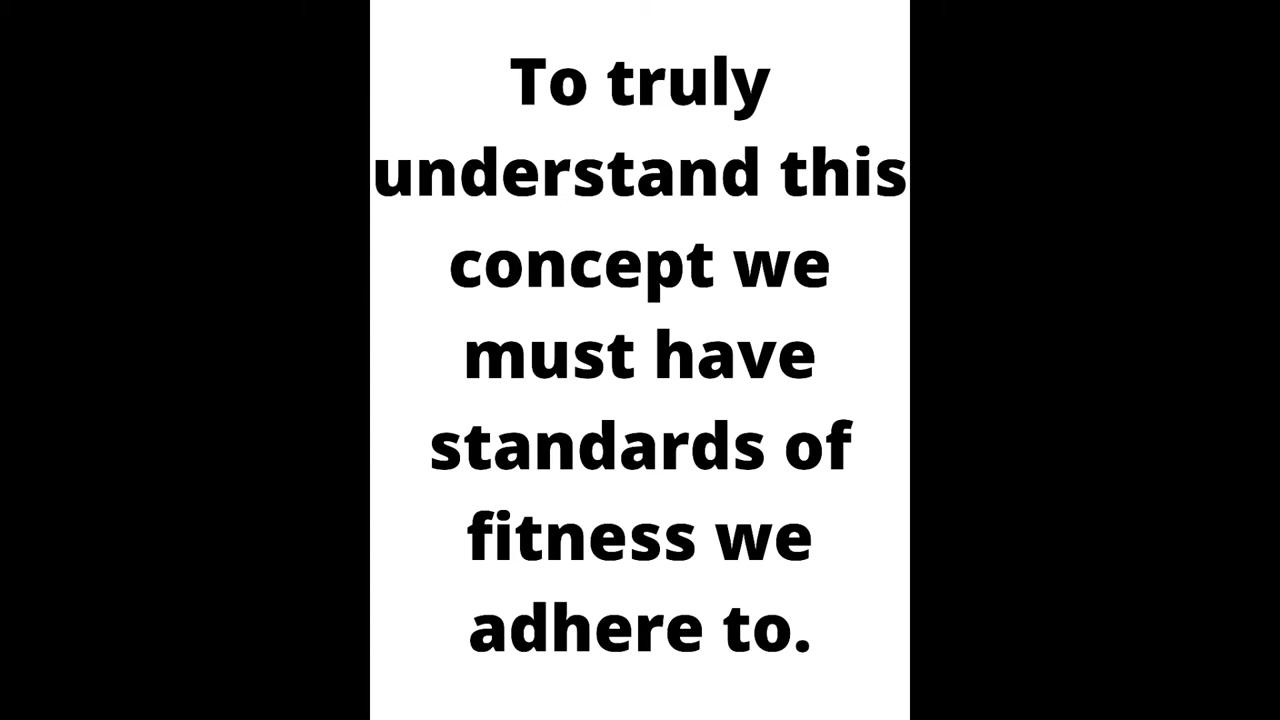 To truly
understand this
concept we
must have
standards of
fitness we
adhere to.